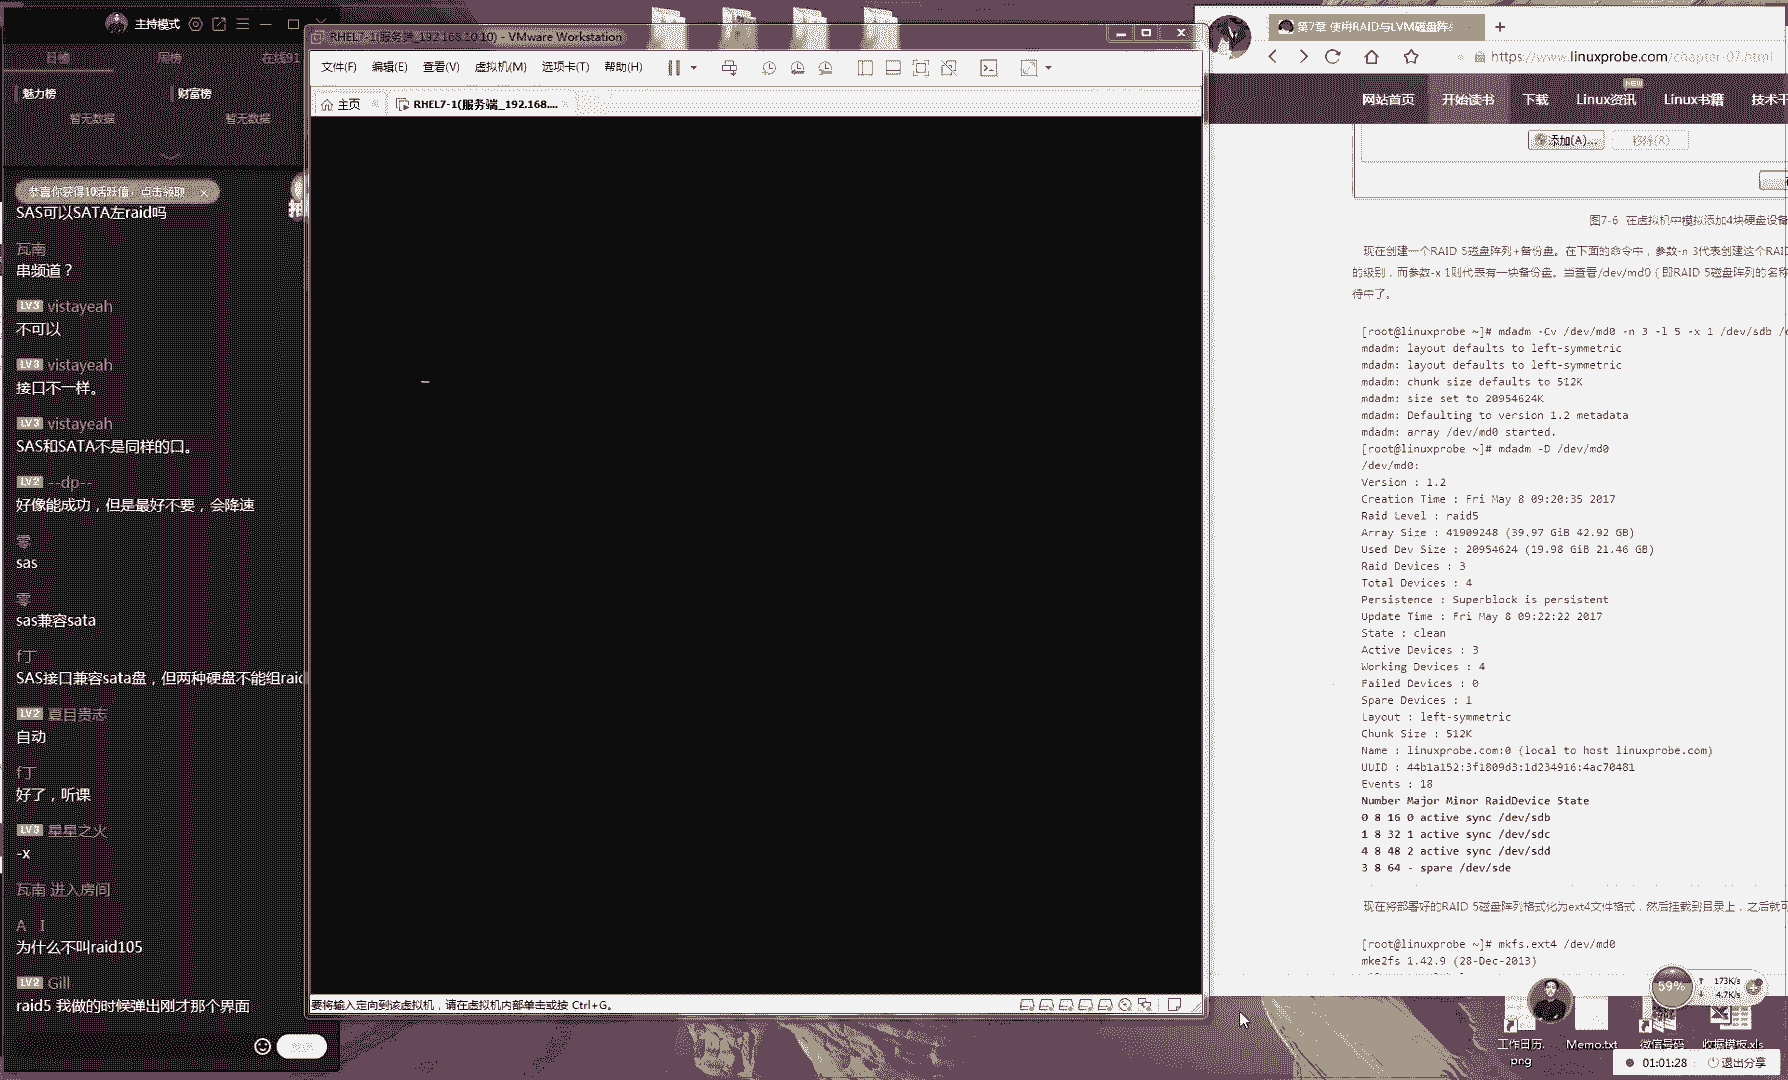 主持模式
日榜 周榜 在线91
魅力榜 财富榜
暂无数据 暂无数据
恭喜你获得10活跃值，点击领取 ×
SAS可以SATA左raid吗
瓦南
串频道？
LV3 vistayeah
不可以
LV3 vistayeah
接口不一样。
LV3 vistayeah
SAS和SATA不是同样的口。
LV2 --dp--
好像能成功，但是最好不要，会降速
零
sas
零
sas兼容sata
f丁
SAS接口兼容sata盘，但两种硬盘不能组raid
LV2 夏目贵志
自动
f丁
好了，听课
LV3 星星之火
-x
瓦南 进入房间
A I
为什么不叫raid105
LV2 Gill
raid5 我做的时候弹出刚才那个界面
RHEL7-1(服务端_192.168.10.10) - VMware Workstation
文件(F) 编辑(E) 查看(V) 虚拟机(M) 选项卡(T) 帮助(H)
主页 × RHEL7-1(服务端_192.168.... ×
要将输入定向到该虚拟机，请在虚拟机内部单击或按 Ctrl+G。
第7章 使用RAID与LVM磁盘阵列
https://www.linuxprobe.com/chapter-07.html
NEW
网站首页 开始读书 下载 Linux资讯 Linux书籍 技术干
添加(A)... 移除(R)
图7-6 在虚拟机中模拟添加4块硬盘设备
现在创建一个RAID 5磁盘阵列+备份盘。在下面的命令中，参数-n 3代表创建这个RAI
的级别，而参数-x 1则代表有一块备份盘。当查看/dev/md0（即RAID 5磁盘阵列的名称
待中了。
[root@linuxprobe ~]# mdadm -Cv /dev/md0 -n 3 -l 5 -x 1 /dev/sdb /d
mdadm: layout defaults to left-symmetric
mdadm: layout defaults to left-symmetric
mdadm: chunk size defaults to 512K
mdadm: size set to 20954624K
mdadm: Defaulting to version 1.2 metadata
mdadm: array /dev/md0 started.
[root@linuxprobe ~]# mdadm -D /dev/md0
/dev/md0:
Version : 1.2
Creation Time : Fri May 8 09:20:35 2017
Raid Level : raid5
Array Size : 41909248 (39.97 GiB 42.92 GB)
Used Dev Size : 20954624 (19.98 GiB 21.46 GB)
Raid Devices : 3
Total Devices : 4
Persistence : Superblock is persistent
Update Time : Fri May 8 09:22:22 2017
State : clean
Active Devices : 3
Working Devices : 4
Failed Devices : 0
Spare Devices : 1
Layout : left-symmetric
Chunk Size : 512K
Name : linuxprobe.com:0 (local to host linuxprobe.com)
UUID : 44b1a152:3f1809d3:1d234916:4ac70481
Events : 18
Number Major Minor RaidDevice State
0 8 16 0 active sync /dev/sdb
1 8 32 1 active sync /dev/sdc
4 8 48 2 active sync /dev/sdd
3 8 64 - spare /dev/sde
现在将部署好的RAID 5磁盘阵列格式化为ext4文件格式，然后挂载到目录上，之后就可
[root@linuxprobe ~]# mkfs.ext4 /dev/md0
mke2fs 1.42.9 (28-Dec-2013)
59% ↑ 173K/s
↓ 4.7K/s
工作日历.png Memo.txt 微信号码 收据模板.xls
01:01:28 退出分享